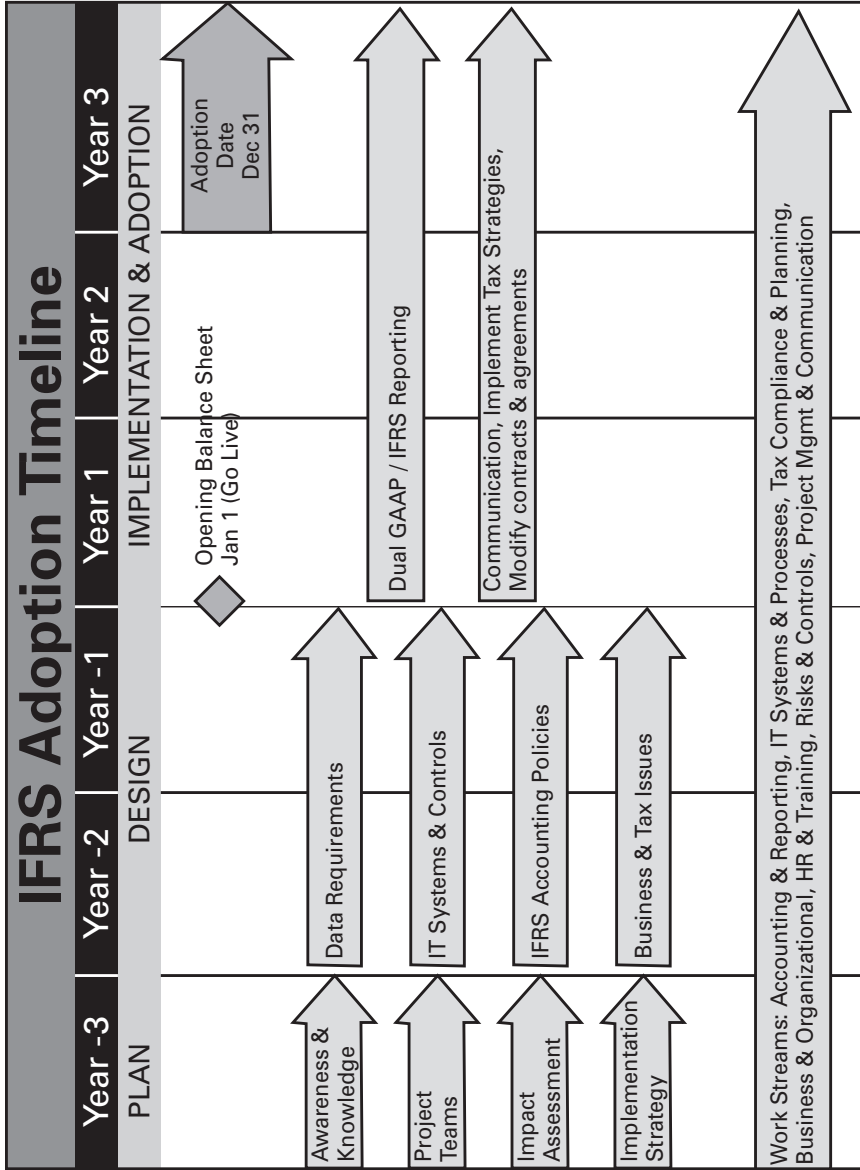 IFRS Adoption Timeline
Year -3
Year -2
Year -1
Year 1
Year 2
Year 3
PLAN
DESIGN
IMPLEMENTATION & ADOPTION
Opening Balance Sheet
Jan 1 (Go Live)
Adoption
Date
Dec 31
Awareness &
Knowledge
Data Requirements
Dual GAAP / IFRS Reporting
Project
Teams
IT Systems & Controls
Communication, Implement Tax Strategies,
Modify contracts & agreements
Impact
Assessment
IFRS Accounting Policies
Implementation
Strategy
Business & Tax Issues
Work Streams: Accounting & Reporting, IT Systems & Processes, Tax Compliance & Planning,
Business & Organizational, HR & Training, Risks & Controls, Project Mgmt & Communication